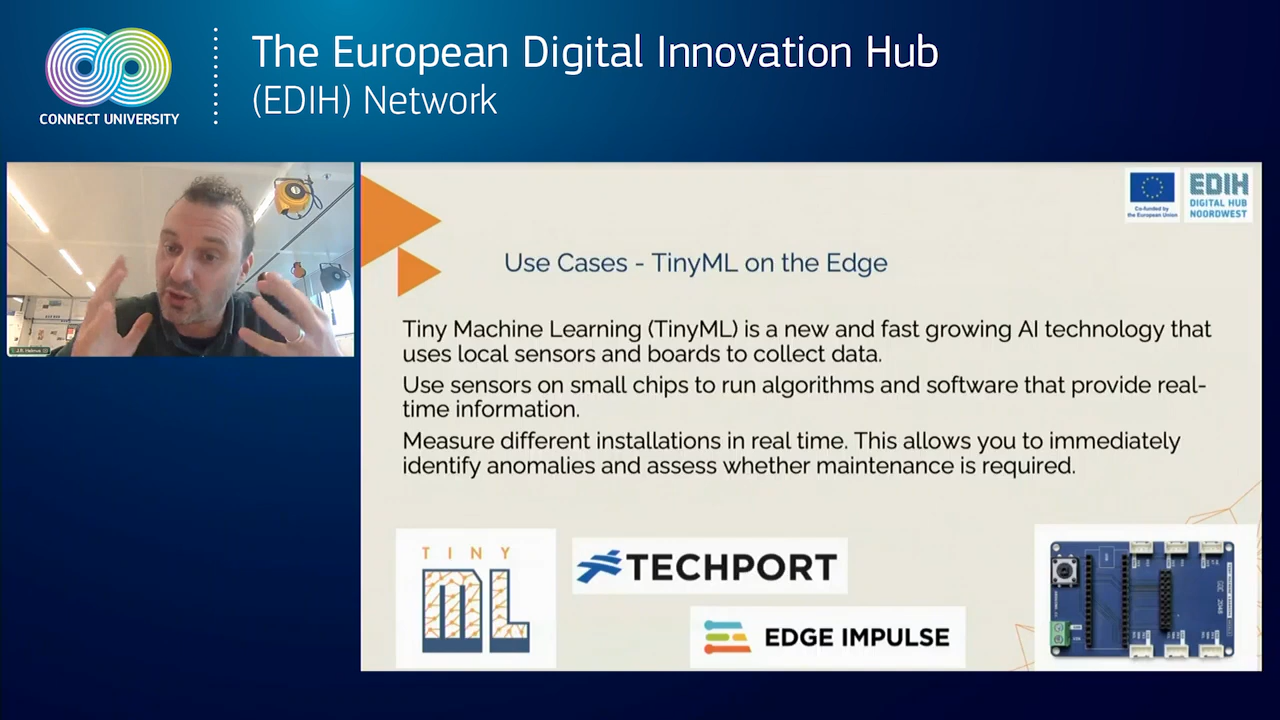 The European Digital Innovation Hub
(EDIH) Network
CONNECT UNIVERSITY
Co-funded by
the European Union
EDIH
DIGITAL HUB
NOORDWEST
Use Cases - TinyML on the Edge
Tiny Machine Learning (TinyML) is a new and fast growing AI technology that
uses local sensors and boards to collect data.
Use sensors on small chips to run algorithms and software that provide real-
time information.
Measure different installations in real time. This allows you to immediately
identify anomalies and assess whether maintenance is required.
TINY
ML
TECHPORT
EDGE IMPULSE